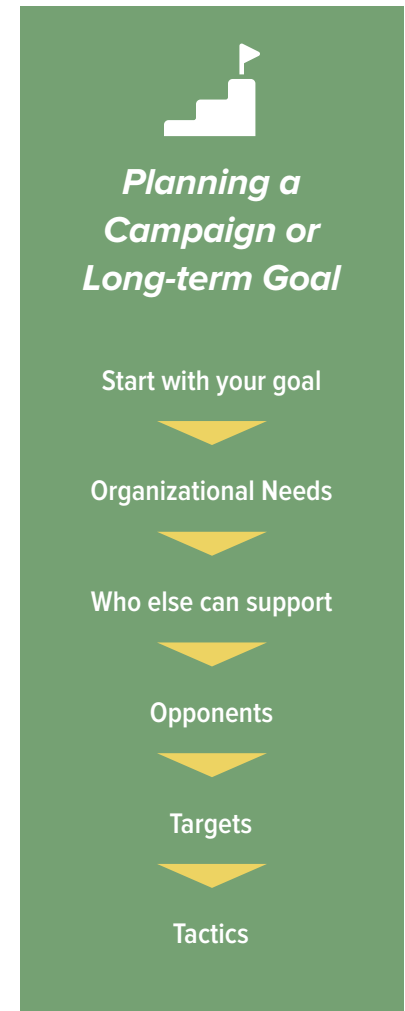 Planning a
Campaign or
Long-term Goal
Start with your goal
Organizational Needs
Who else can support
Opponents
Targets
Tactics